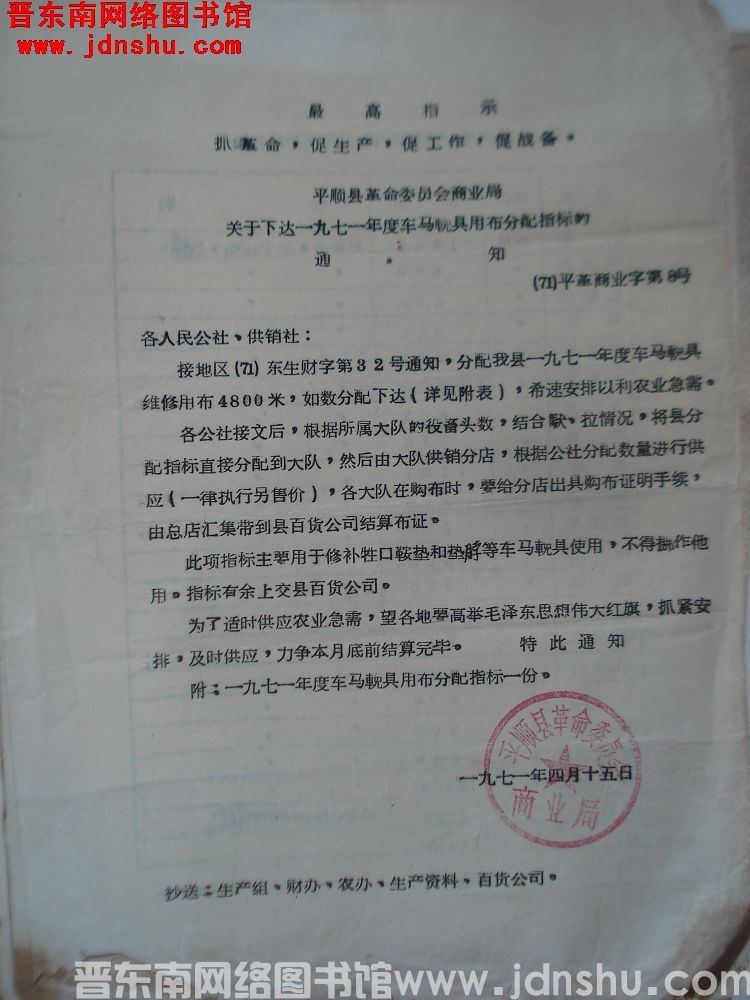 晋东南网络图书馆
www.jdnshu.com
最高指示
抓革命，促生产，促工作，促战备。
平顺县革命委员会商业局
关于下达一九七一年度车马輓具用布分配指标的
通知
(71)平革商业字第8号
各人民公社、供销社：
接地区(71)东生财字第32号通知，分配我县一九七一年度车马輓具
维修用布4800米，如数分配下达(详见附表)，希速安排以利农业急需。
各公社接文后，根据所属大队的役畜头数，结合驮、拉情况，将县分
配指标直接分配到大队，然后由大队供销分店，根据公社分配数量进行供
应(一律执行另售价)，各大队在购布时，要给分店出具购布证明手续，
由总店汇集带到县百货公司结算布证。
此项指标主要用于修补牲口鞍垫和垫等车马輓具使用，不得挑作他
用。指标有余上交县百货公司。
为了适时供应农业急需，望各地要高举毛泽东思想伟大红旗，抓紧安
排，及时供应，力争本月底前结算完毕。 特此通知
附：一九七一年度车马輓具用布分配指标一份。
平顺县革命委员会
商业局
一九七一年四月十五日
抄送：生产组、财办、农办、生产资料、百货公司。
晋东南网络图书馆www.jdnshu.com